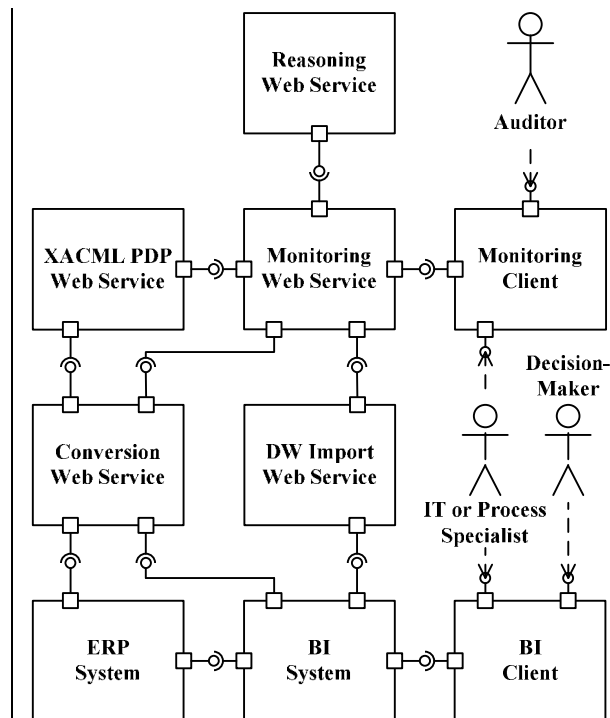 Reasoning
Web Service
Auditor
XACML PDP
Web Service
Monitoring
Web Service
Monitoring
Client
Decision-
Maker
Conversion
Web Service
DW Import
Web Service
IT or Process
Specialist
ERP
System
BI
System
BI
Client